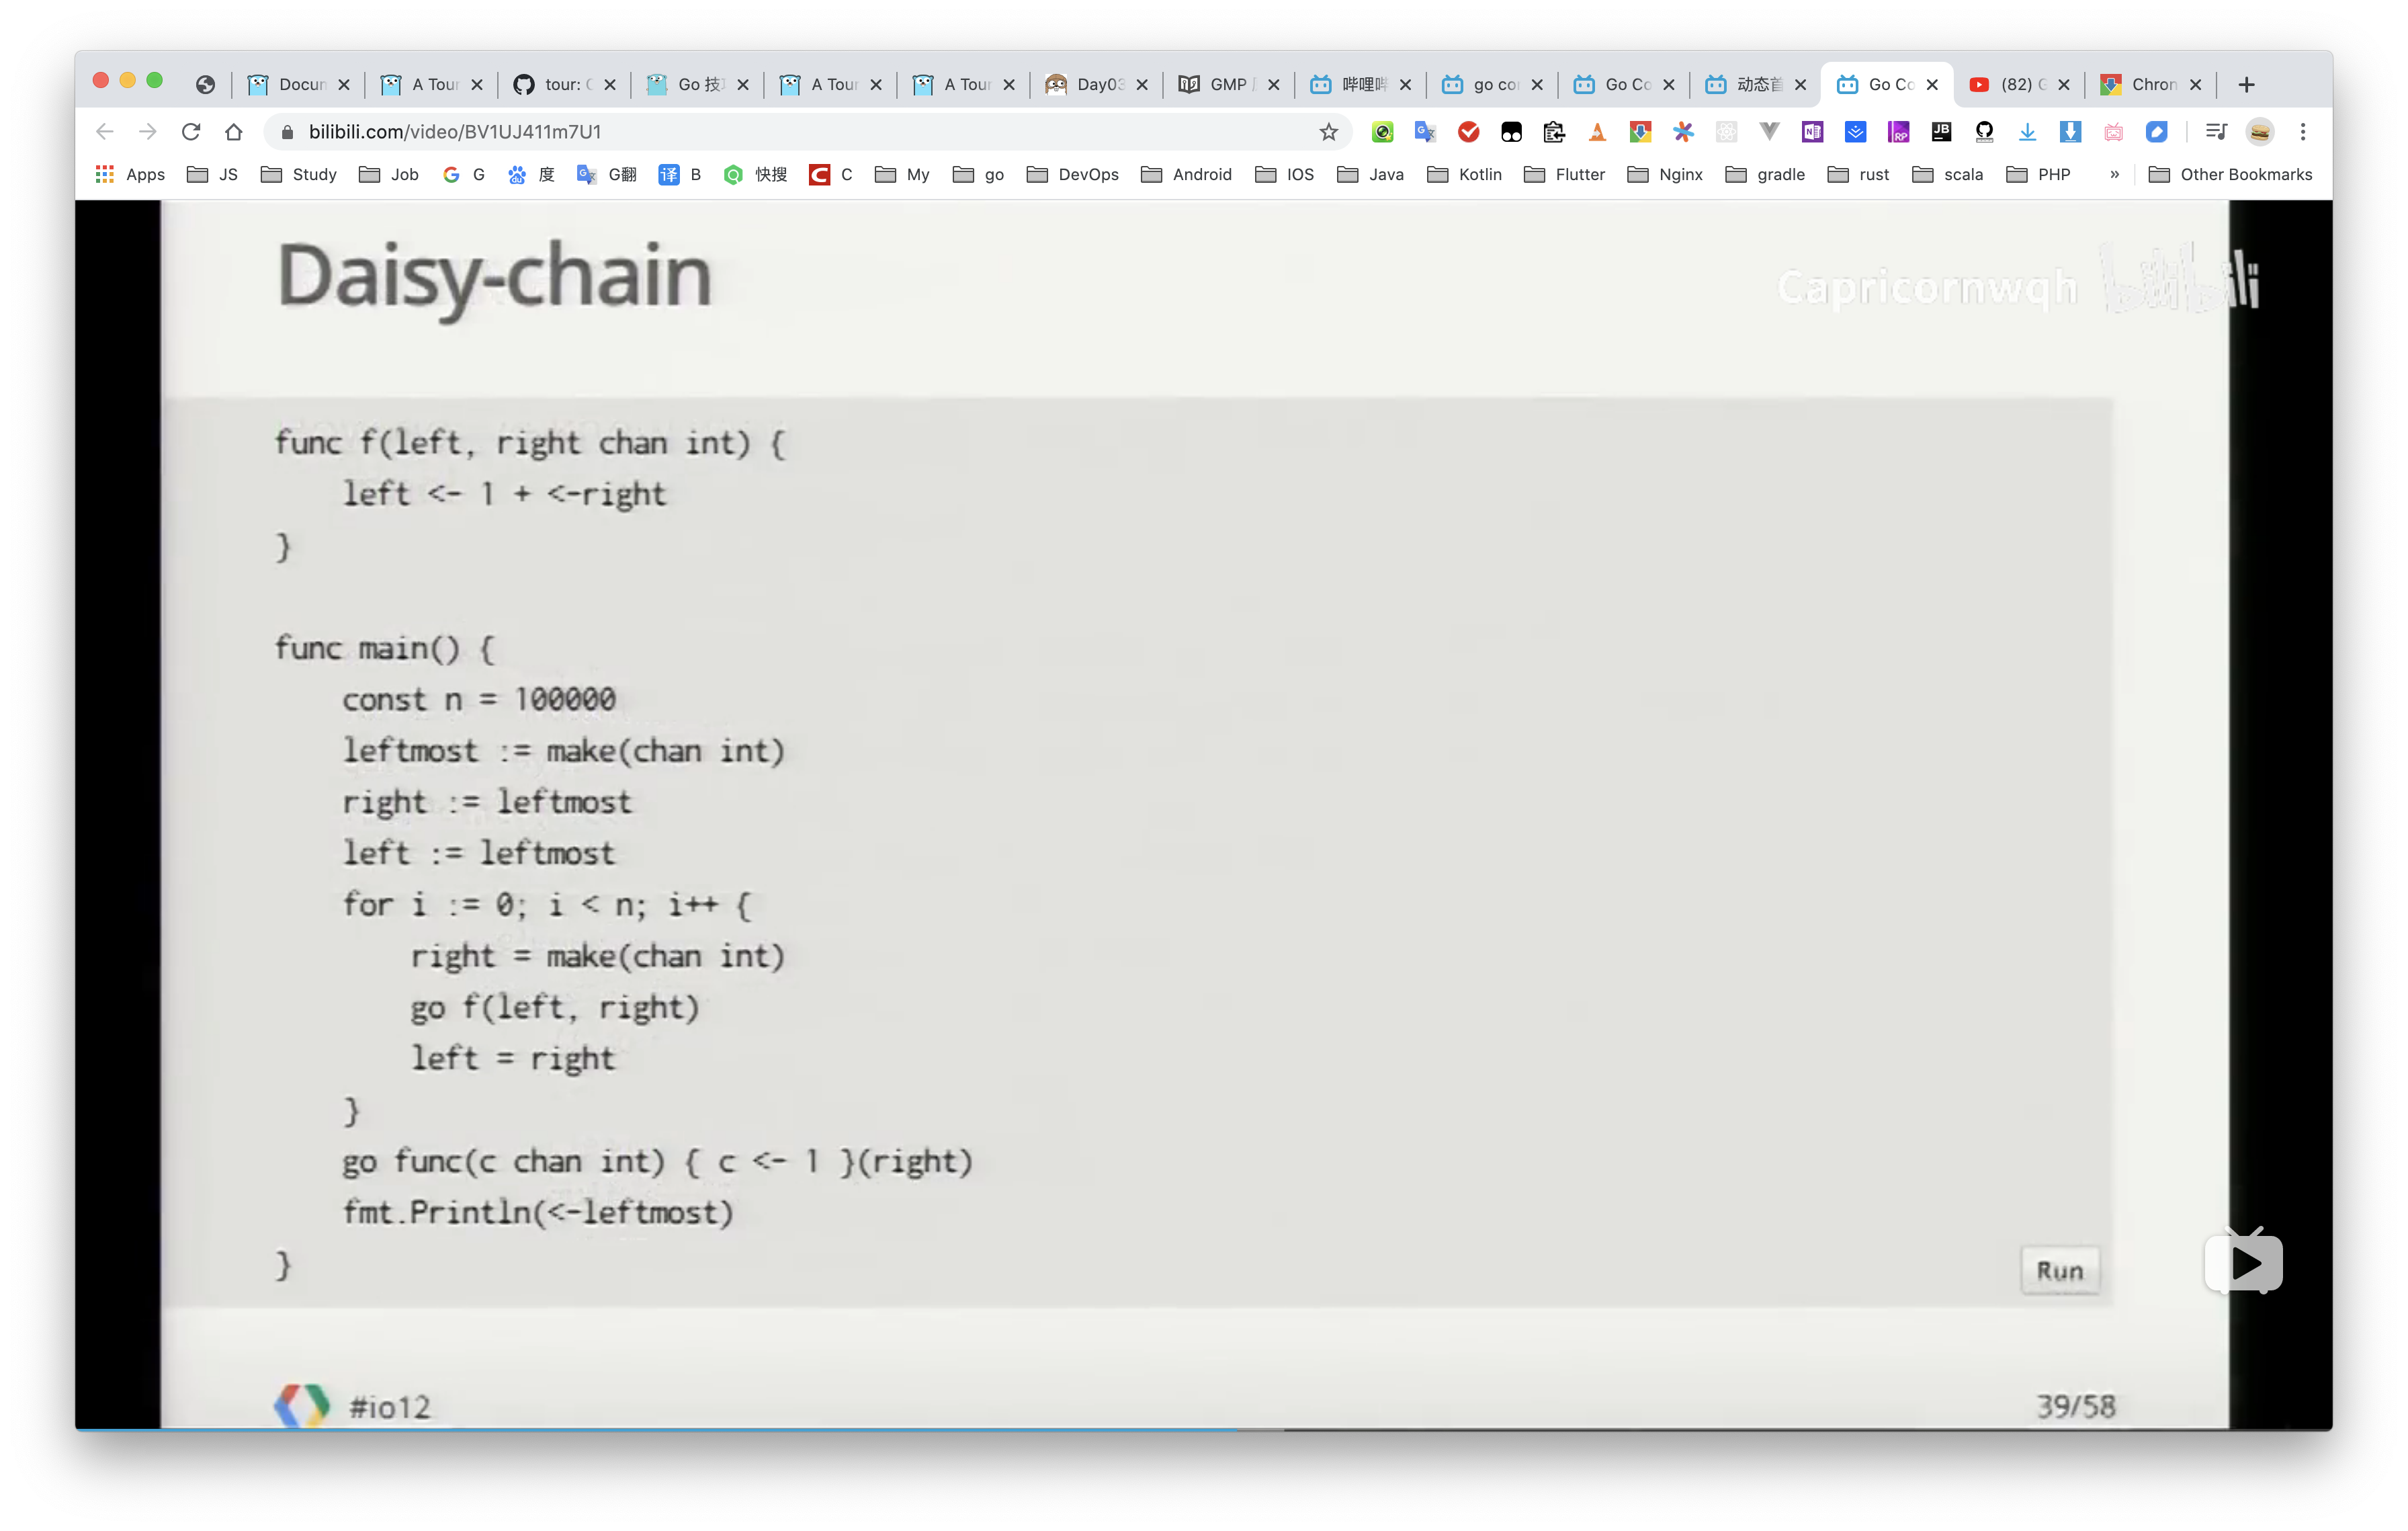 Docun
A Tour
tour: C
Go 技
A Tour
A Tour
Day03
GMP
哔哩哔
go con
Go Co
动态首
Go Co
(82) G
Chron
bilibili.com/video/BV1UJ411m7U1
Apps JS Study Job G 度 G翻 B 快搜 C My go DevOps Android IOS Java Kotlin Flutter Nginx gradle rust scala PHP » Other Bookmarks
Daisy-chain
Capricornwqh bilibili
func f(left, right chan int) {
    left <- 1 + <-right
}
func main() {
    const n = 100000
    leftmost := make(chan int)
    right := leftmost
    left := leftmost
    for i := 0; i < n; i++ {
        right = make(chan int)
        go f(left, right)
        left = right
    }
    go func(c chan int) { c <- 1 }(right)
    fmt.Println(<-leftmost)
}
Run
#io12
39/58